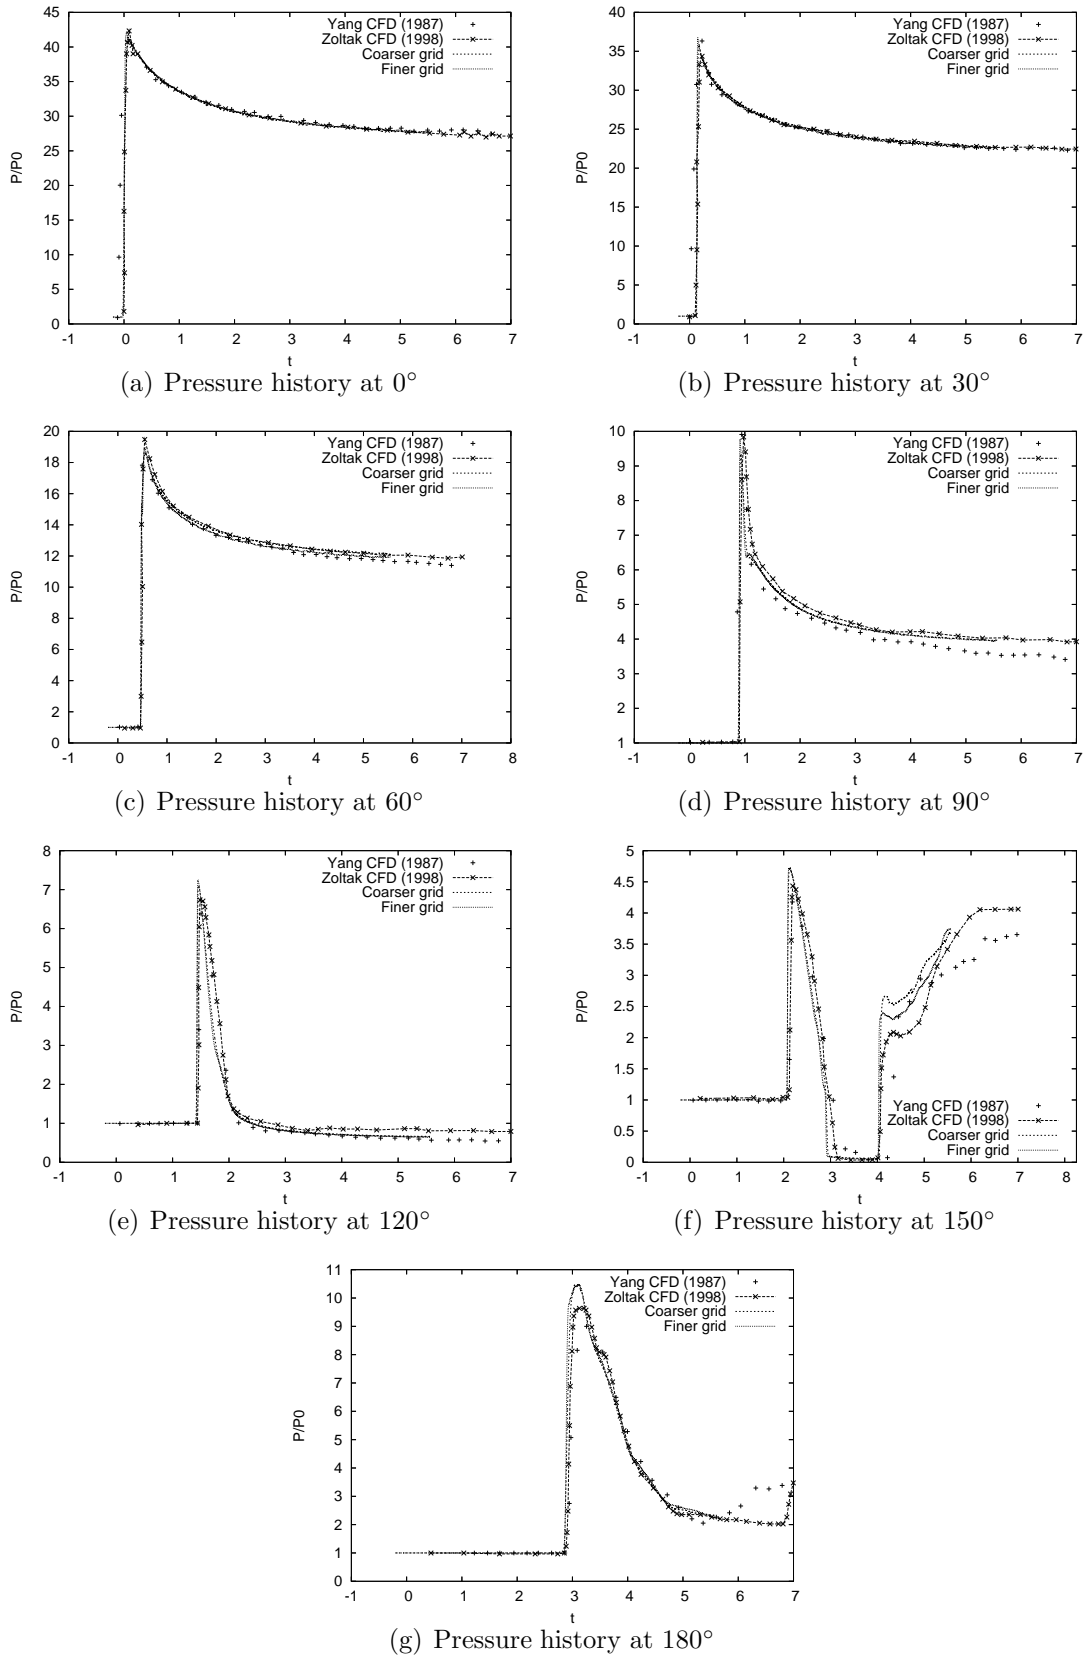 45
40
35
30
25
20
15
10
5
0
P/P0
-1 0 1 2 3 4 5 6 7
t
Yang CFD (1987)
Zoltak CFD (1998)
Coarser grid
Finer grid
(a) Pressure history at 0°
40
35
30
25
20
15
10
5
0
P/P0
-1 0 1 2 3 4 5 6 7
t
Yang CFD (1987)
Zoltak CFD (1998)
Coarser grid
Finer grid
(b) Pressure history at 30°
20
18
16
14
12
10
8
6
4
2
0
P/P0
-1 0 1 2 3 4 5 6 7 8
t
Yang CFD (1987)
Zoltak CFD (1998)
Coarser grid
Finer grid
(c) Pressure history at 60°
10
9
8
7
6
5
4
3
2
1
P/P0
-1 0 1 2 3 4 5 6 7
t
Yang CFD (1987)
Zoltak CFD (1998)
Coarser grid
Finer grid
(d) Pressure history at 90°
8
7
6
5
4
3
2
1
0
P/P0
-1 0 1 2 3 4 5 6 7
t
Yang CFD (1987)
Zoltak CFD (1998)
Coarser grid
Finer grid
(e) Pressure history at 120°
5
4.5
4
3.5
3
2.5
2
1.5
1
0.5
0
P/P0
-1 0 1 2 3 4 5 6 7 8
t
Yang CFD (1987)
Zoltak CFD (1998)
Coarser grid
Finer grid
(f) Pressure history at 150°
11
10
9
8
7
6
5
4
3
2
1
0
P/P0
-1 0 1 2 3 4 5 6 7
t
Yang CFD (1987)
Zoltak CFD (1998)
Coarser grid
Finer grid
(g) Pressure history at 180°